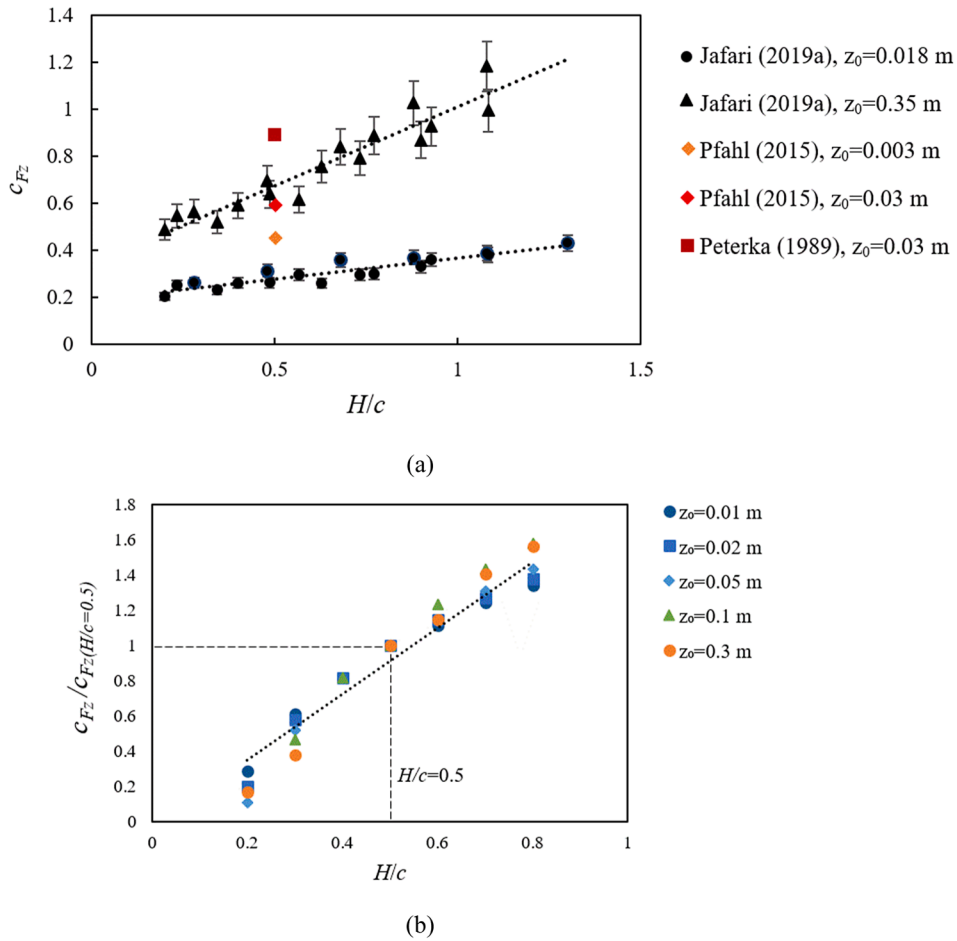 1.4
1.2
1
0.8
0.6
0.4
0.2
0
c_Fz
0
0.5
1
1.5
H/c
Jafari (2019a), z₀=0.018 m
Jafari (2019a), z₀=0.35 m
Pfahl (2015), z₀=0.003 m
Pfahl (2015), z₀=0.03 m
Peterka (1989), z₀=0.03 m
(a)
1.8
1.6
1.4
1.2
1
0.8
0.6
0.4
0.2
0
c_Fz/c_Fz(H/c=0.5)
H/c=0.5
0
0.2
0.4
0.6
0.8
1
H/c
z₀=0.01 m
z₀=0.02 m
z₀=0.05 m
z₀=0.1 m
z₀=0.3 m
(b)